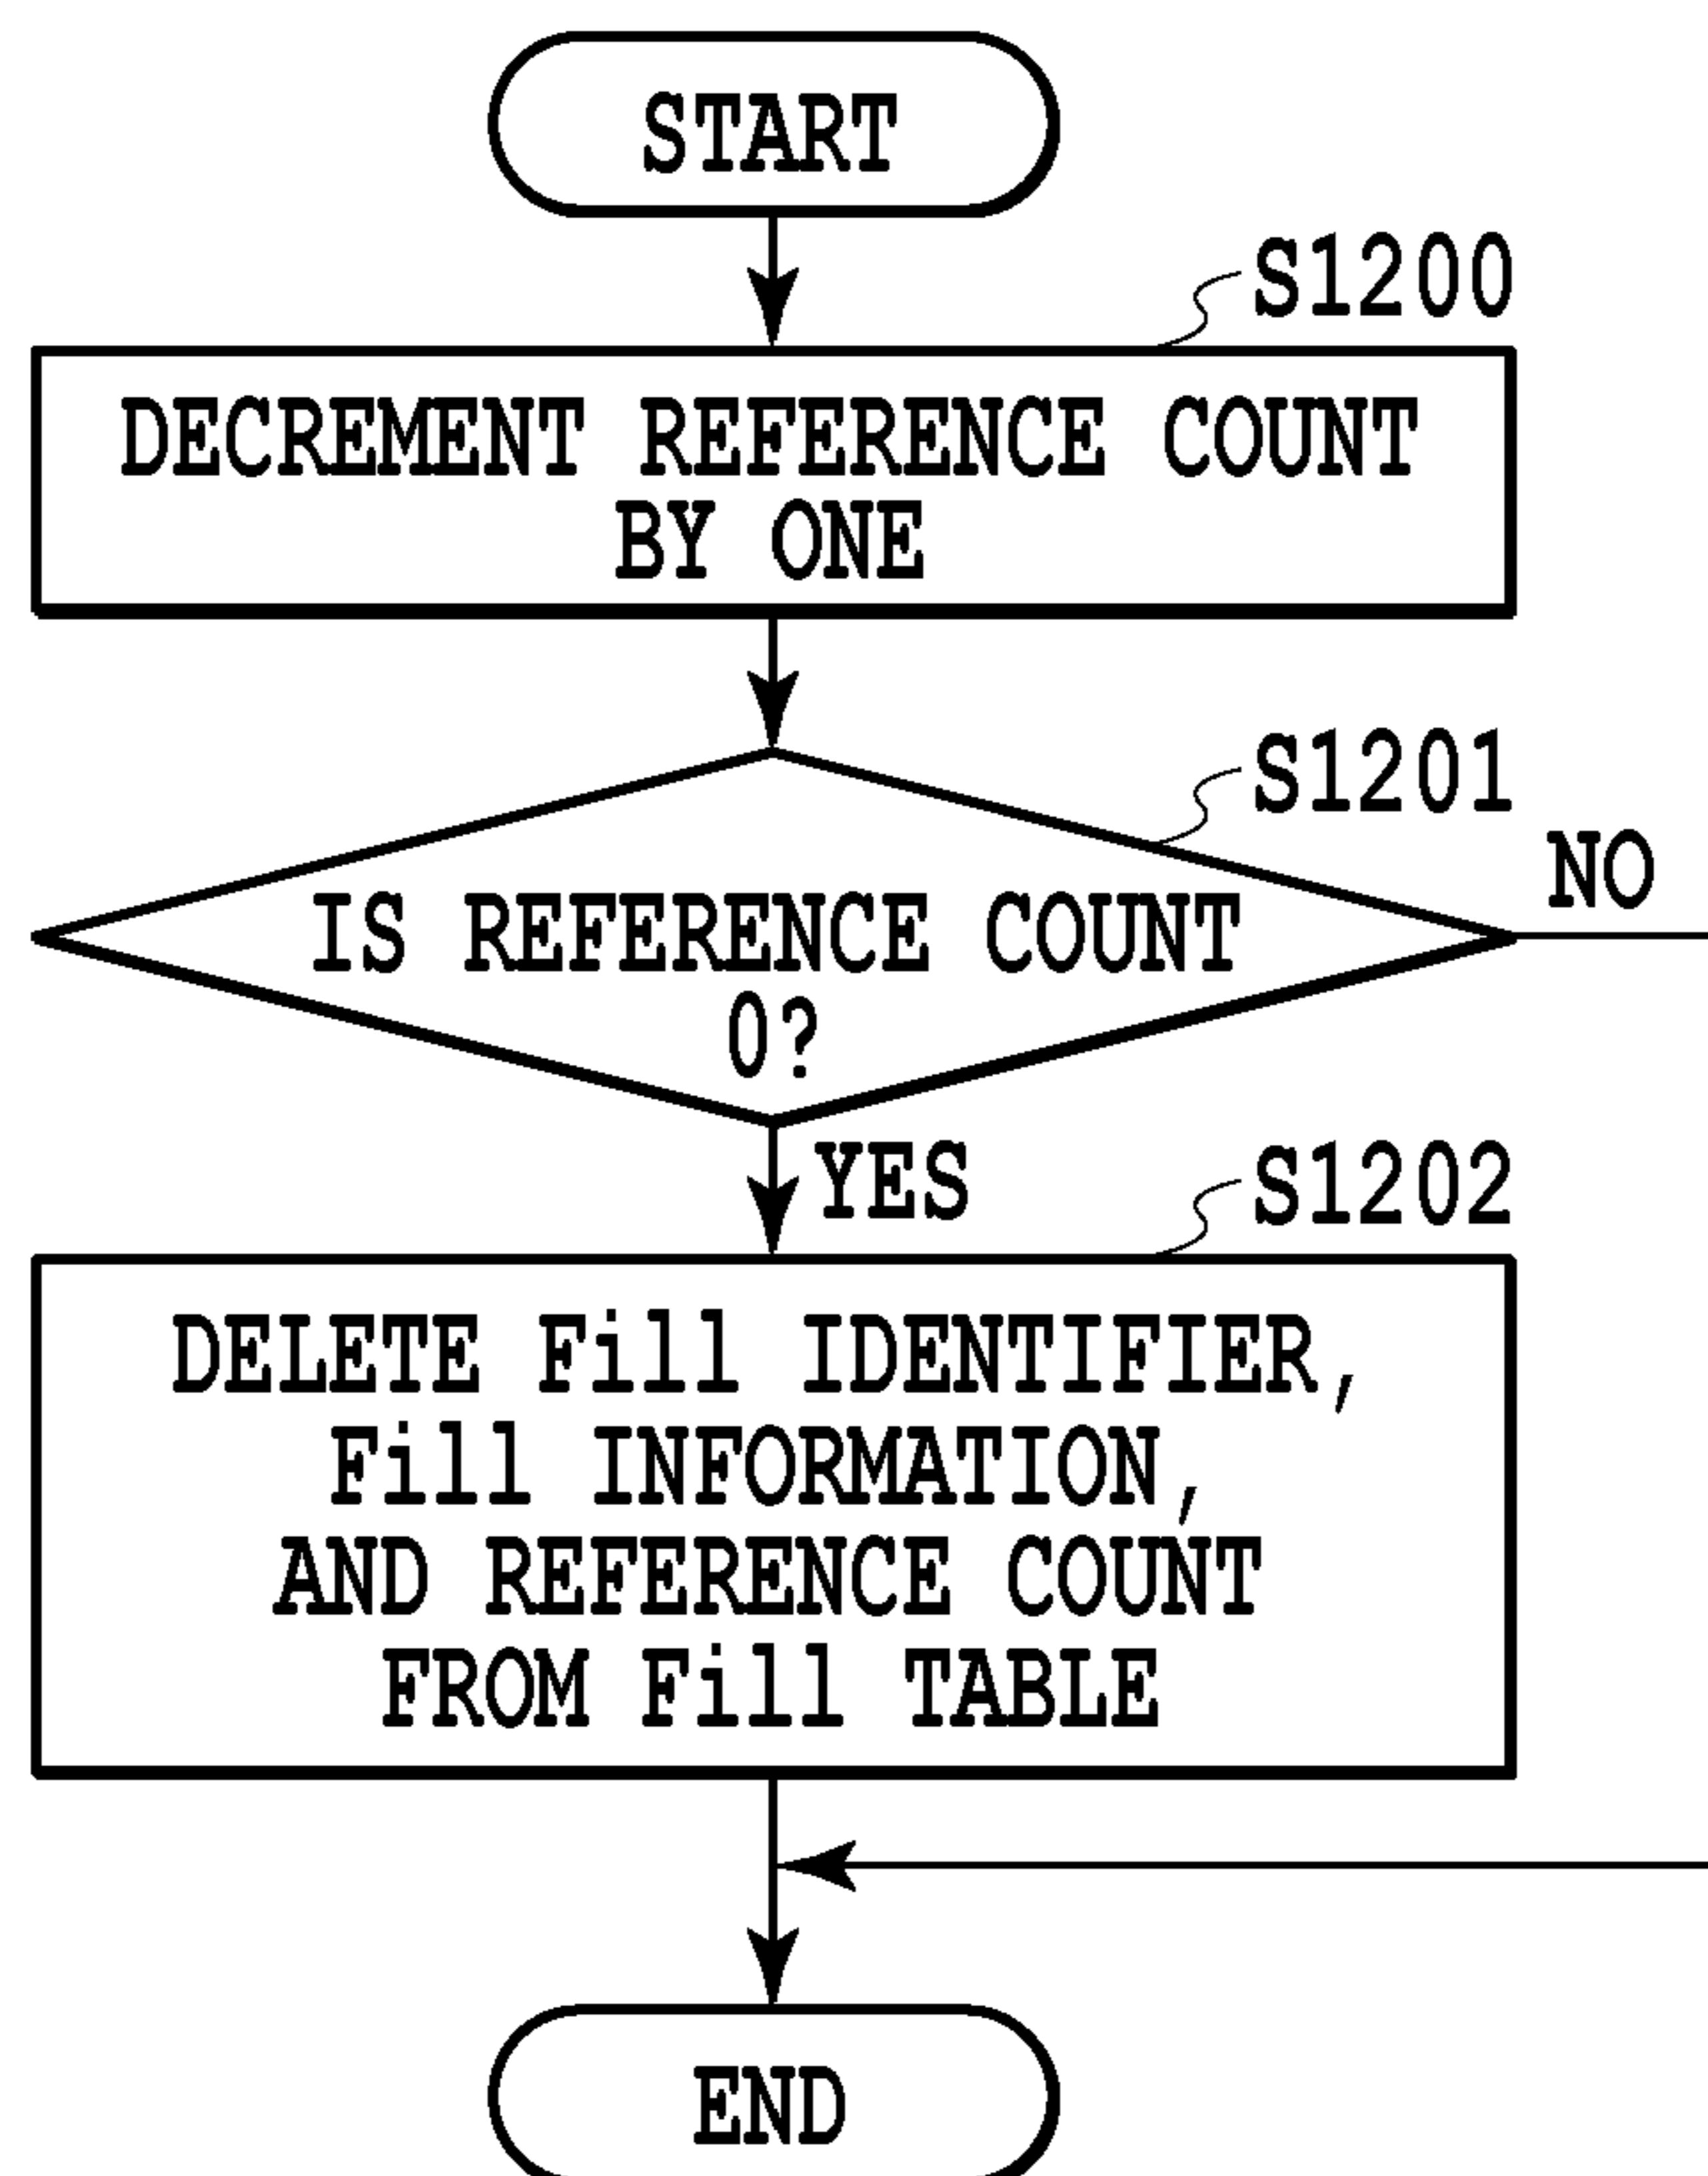 START
S1200
DECREMENT REFERENCE COUNT
BY ONE
S1201
NO
IS REFERENCE COUNT
0?
YES
S1202
DELETE Fill IDENTIFIER,
Fill INFORMATION,
AND REFERENCE COUNT
FROM Fill TABLE
END